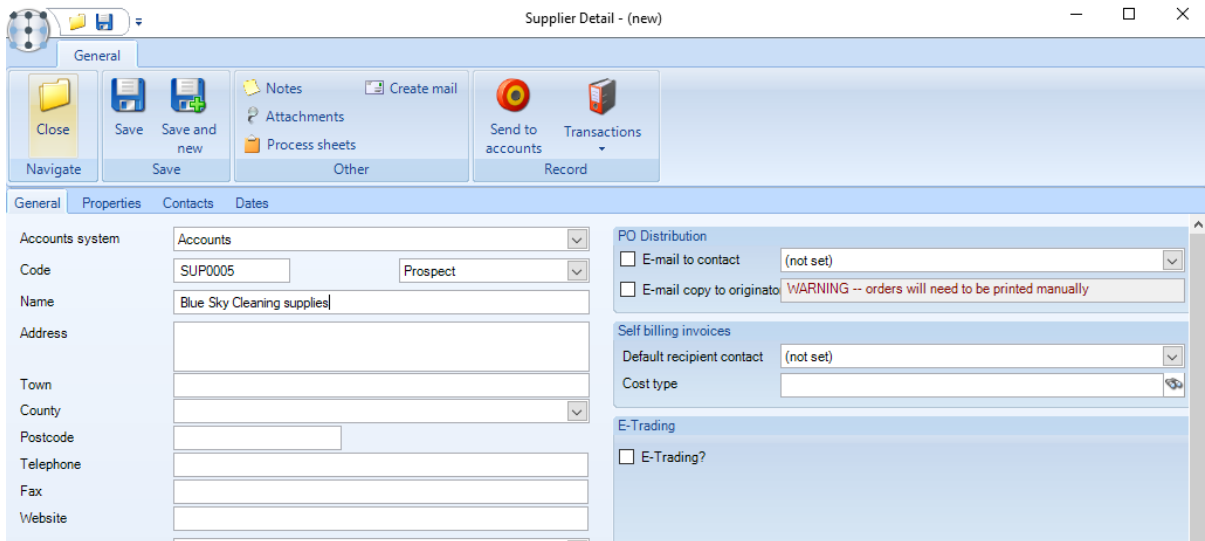 Supplier Detail - (new)
General
Close
Save
Save and new
Notes
Create mail
Attachments
Process sheets
Send to accounts
Transactions
Navigate
Save
Other
Record
General Properties Contacts Dates
Accounts system Accounts
Code SUP0005 Prospect
Name Blue Sky Cleaning supplies
Address
Town
County
Postcode
Telephone
Fax
Website
PO Distribution
E-mail to contact (not set)
E-mail copy to originato WARNING -- orders will need to be printed manually
Self billing invoices
Default recipient contact (not set)
Cost type
E-Trading
E-Trading?